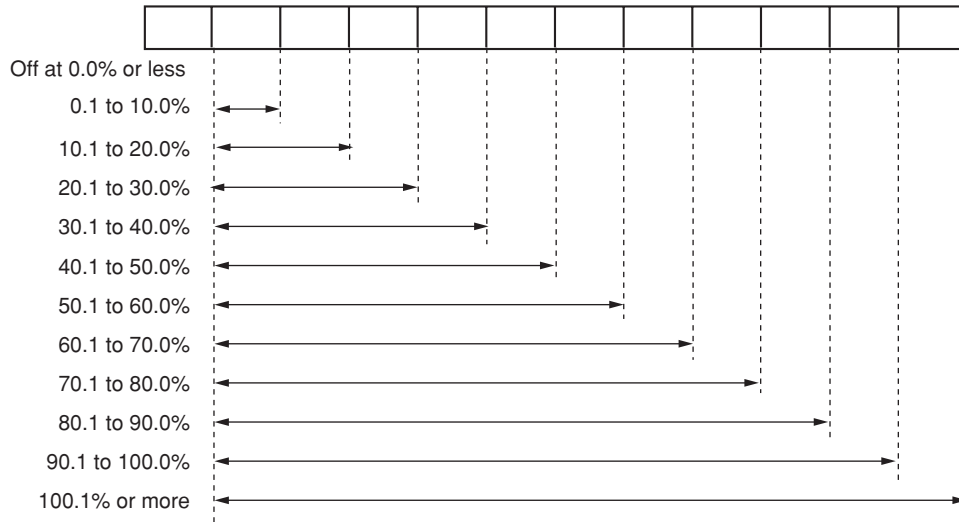 Off at 0.0% or less
0.1 to 10.0%
10.1 to 20.0%
20.1 to 30.0%
30.1 to 40.0%
40.1 to 50.0%
50.1 to 60.0%
60.1 to 70.0%
70.1 to 80.0%
80.1 to 90.0%
90.1 to 100.0%
100.1% or more